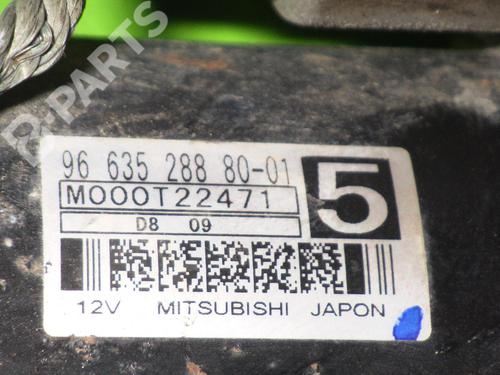 B-PARTS
96 635 288 80-01
5
M000T22471
D8 09
12V MITSUBISHI JAPON